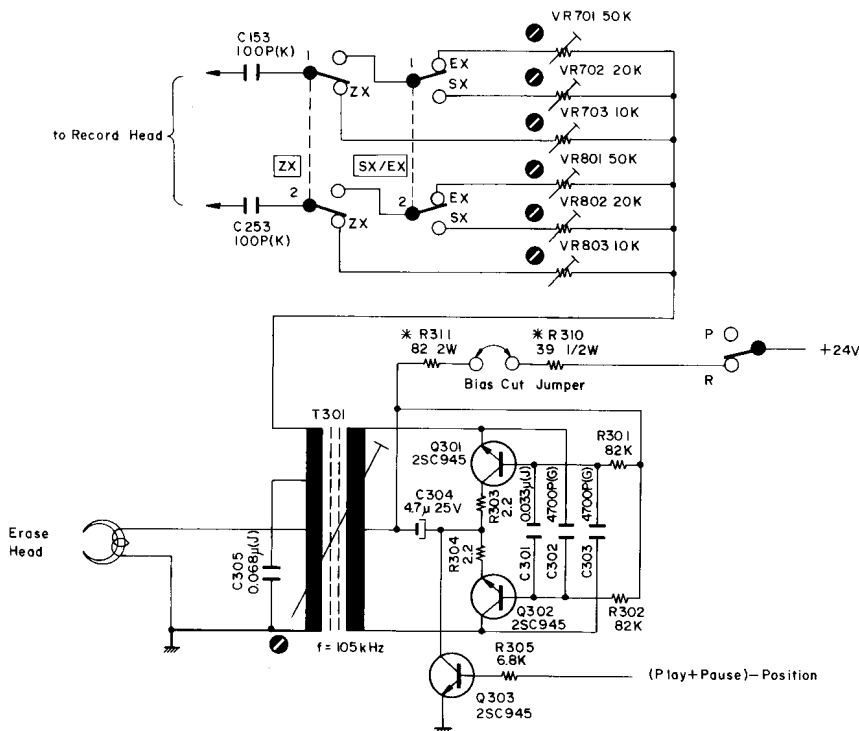 VR701 50K
C153
100P(K)
1
1
EX
VR702 20K
SX
ZX
VR703 10K
to Record Head
ZX
SX/EX
VR801 50K
2
2
EX
VR802 20K
SX
ZX
C253
100P(K)
VR803 10K
* R311
82 2W
* R310
39 1/2W
P
+24V
Bias Cut Jumper
R
T301
Q301
2SC945
R301
82K
C304
4.7μ 25V
R303
2.2
0.033μ(J)
4700P(G)
4700P(G)
Erase
Head
C305
0.068μ(J)
R304
2.2
C301
C302
C303
Q302
2SC945
R302
82K
f=105kHz
R305
6.8K
(Play+Pause)-Position
Q303
2SC945